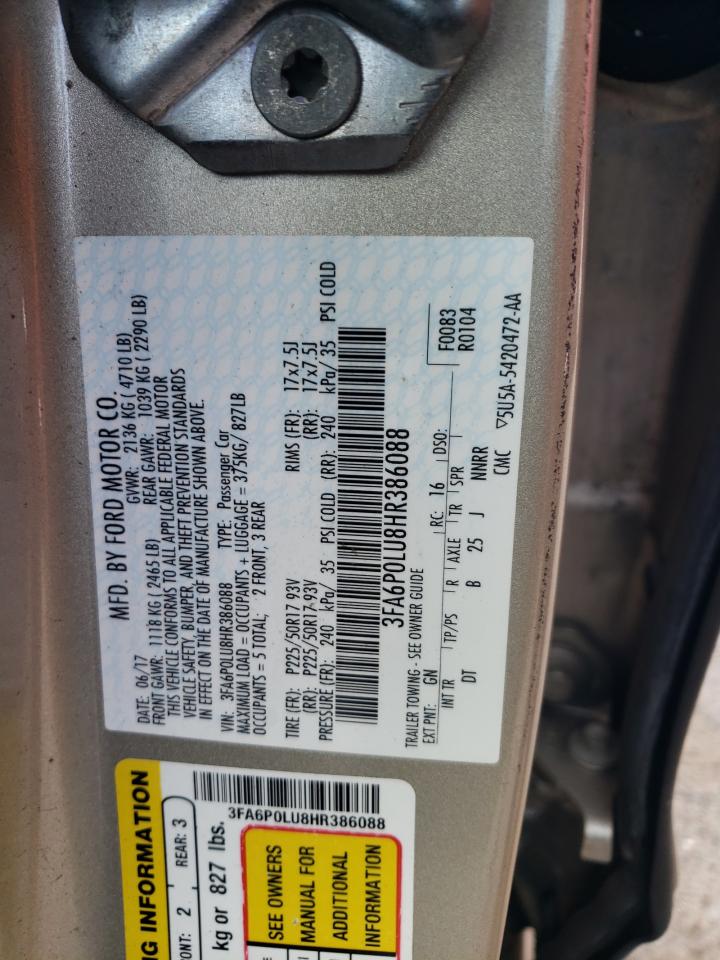 MFD. BY FORD MOTOR CO.
DATE: 06/17 GVWR: 2136 KG ( 4710 LB)
FRONT GAWR: 1118 KG ( 2465 LB) REAR GAWR: 1039 KG ( 2290 LB)
THIS VEHICLE CONFORMS TO ALL APPLICABLE FEDERAL MOTOR
VEHICLE SAFETY, BUMPER, AND THEFT PREVENTION STANDARDS
IN EFFECT ON THE DATE OF MANUFACTURE SHOWN ABOVE.
VIN: 3FA6P0LU8HR386088 TYPE: Passenger Car
MAXIMUM LOAD = OCCUPANTS + LUGGAGE = 375KG/ 827LB
OCCUPANTS = 5 TOTAL: 2 FRONT, 3 REAR
TIRE (FR): P225/50R17 93V RIMS (FR): 17x7.5J
(RR): P225/50R17 93V (RR): 17x7.5J
PRESSURE (FR): 240 kPa/ 35 PSI COLD (RR): 240 kPa/ 35 PSI COLD
3FA6P0LU8HR386088
TRAILER TOWING - SEE OWNER GUIDE
EXT PNT: GN RC: 16 DSO: F0083
R0104
INT TR TP/PS R AXLE TR SPR
DT B 25 J NNRR
CMC ▽5U5A-5420472-AA
NG INFORMATION
RONT: 2 REAR: 3
3FA6P0LU8HR386088
kg or 827 lbs.
SEE OWNERS
MANUAL FOR
ADDITIONAL
INFORMATION